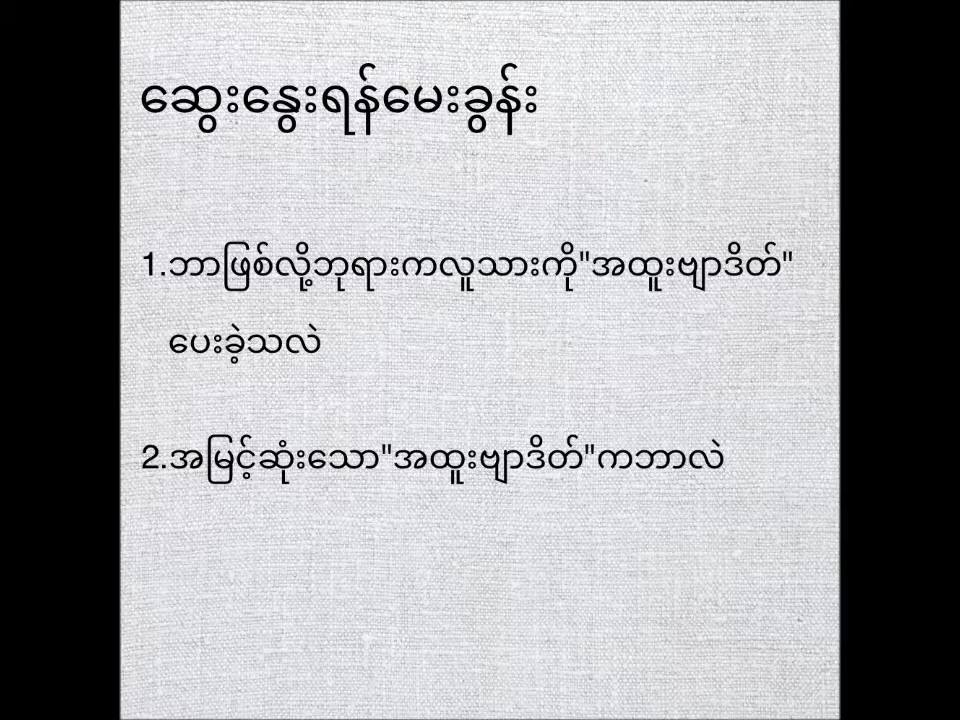 ဆွေးနွေးရန်မေးခွန်း
1.ဘာဖြစ်လို့ဘုရားကလူသားကို"အထူးဗျာဒိတ်"
ပေးခဲ့သလဲ
2.အမြင့်ဆုံးသော"အထူးဗျာဒိတ်"ကဘာလဲ